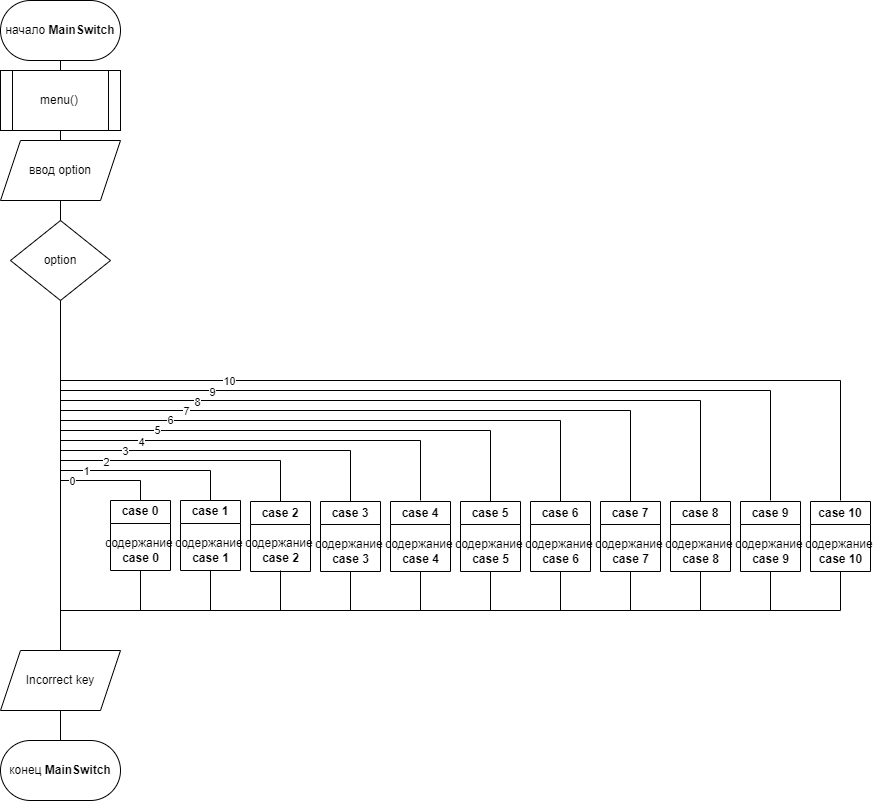 начало MainSwitch
menu()
ввод option
option
10
9
8
7
6
5
4
3
2
1
0
case 0
case 1
case 2
case 3
case 4
case 5
case 6
case 7
case 8
case 9
case 10
содержание
case 0
содержание
case 1
содержание
case 2
содержание
case 3
содержание
case 4
содержание
case 5
содержание
case 6
содержание
case 7
содержание
case 8
содержание
case 9
содержание
case 10
Incorrect key
конец MainSwitch